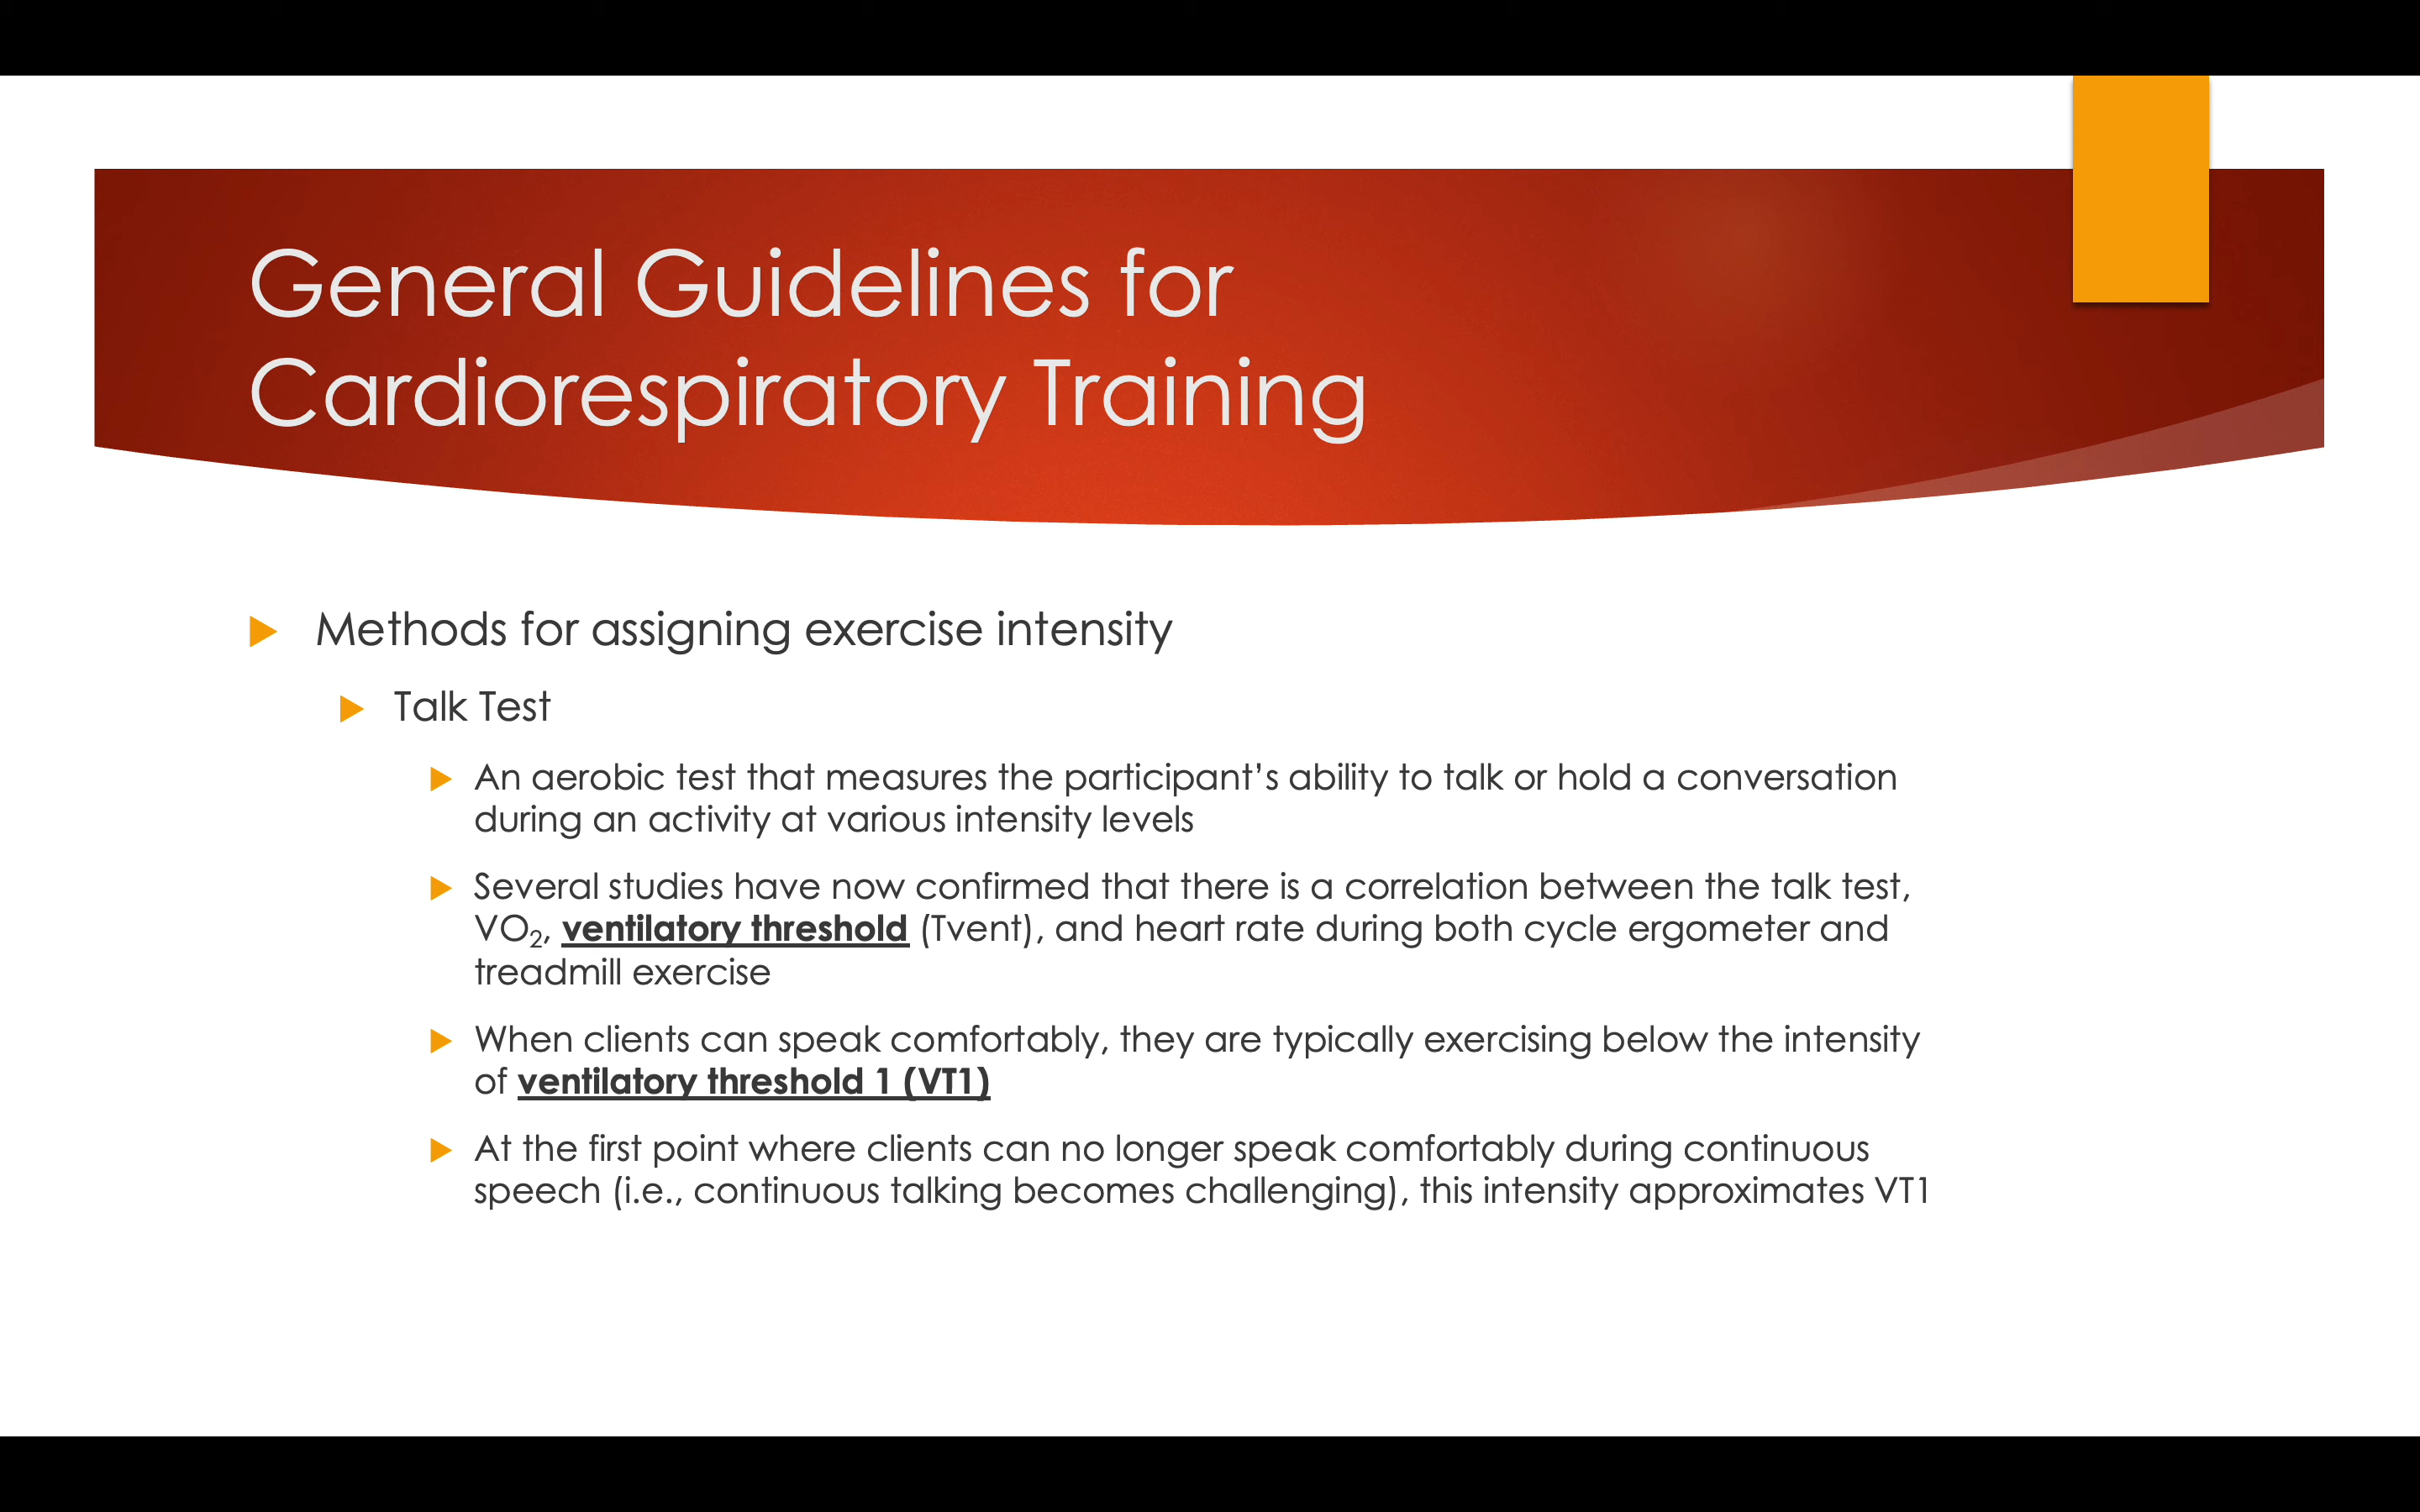 General Guidelines for
Cardiorespiratory Training
Methods for assigning exercise intensity
Talk Test
An aerobic test that measures the participant’s ability to talk or hold a conversation
during an activity at various intensity levels
Several studies have now confirmed that there is a correlation between the talk test,
VO₂, ventilatory threshold (Tvent), and heart rate during both cycle ergometer and
treadmill exercise
When clients can speak comfortably, they are typically exercising below the intensity
of ventilatory threshold 1 (VT1)
At the first point where clients can no longer speak comfortably during continuous
speech (i.e., continuous talking becomes challenging), this intensity approximates VT1